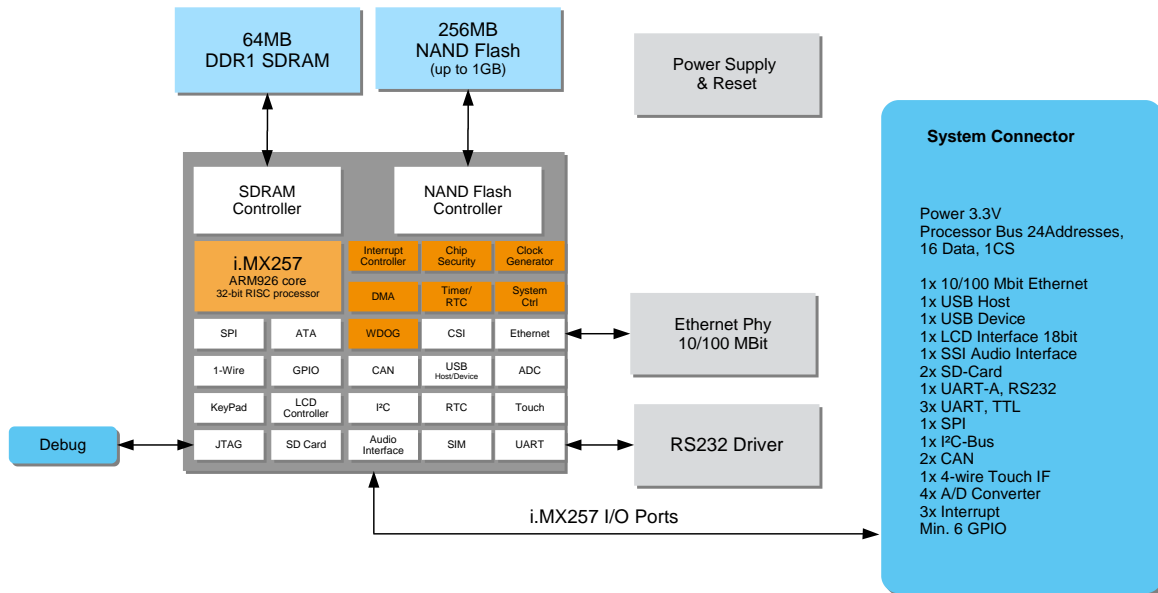 64MB
DDR1 SDRAM
256MB
NAND Flash
(up to 1GB)
Power Supply
& Reset
System Connector
Power 3.3V
Processor Bus 24Addresses,
16 Data, 1CS
1x 10/100 Mbit Ethernet
1x USB Host
1x USB Device
1x LCD Interface 18bit
1x SSI Audio Interface
2x SD-Card
1x UART-A, RS232
3x UART, TTL
1x SPI
1x I²C-Bus
2x CAN
1x 4-wire Touch IF
4x A/D Converter
3x Interrupt
Min. 6 GPIO
SDRAM
Controller
NAND Flash
Controller
i.MX257
ARM926 core
32-bit RISC processor
Interrupt
Controller
Chip
Security
Clock
Generator
DMA
Timer/
RTC
System
Ctrl
SPI
ATA
WDOG
CSI
Ethernet
1-Wire
GPIO
CAN
USB
Host/Device
ADC
KeyPad
LCD
Controller
I²C
RTC
Touch
JTAG
SD Card
Audio
Interface
SIM
UART
Ethernet Phy
10/100 MBit
RS232 Driver
Debug
i.MX257 I/O Ports